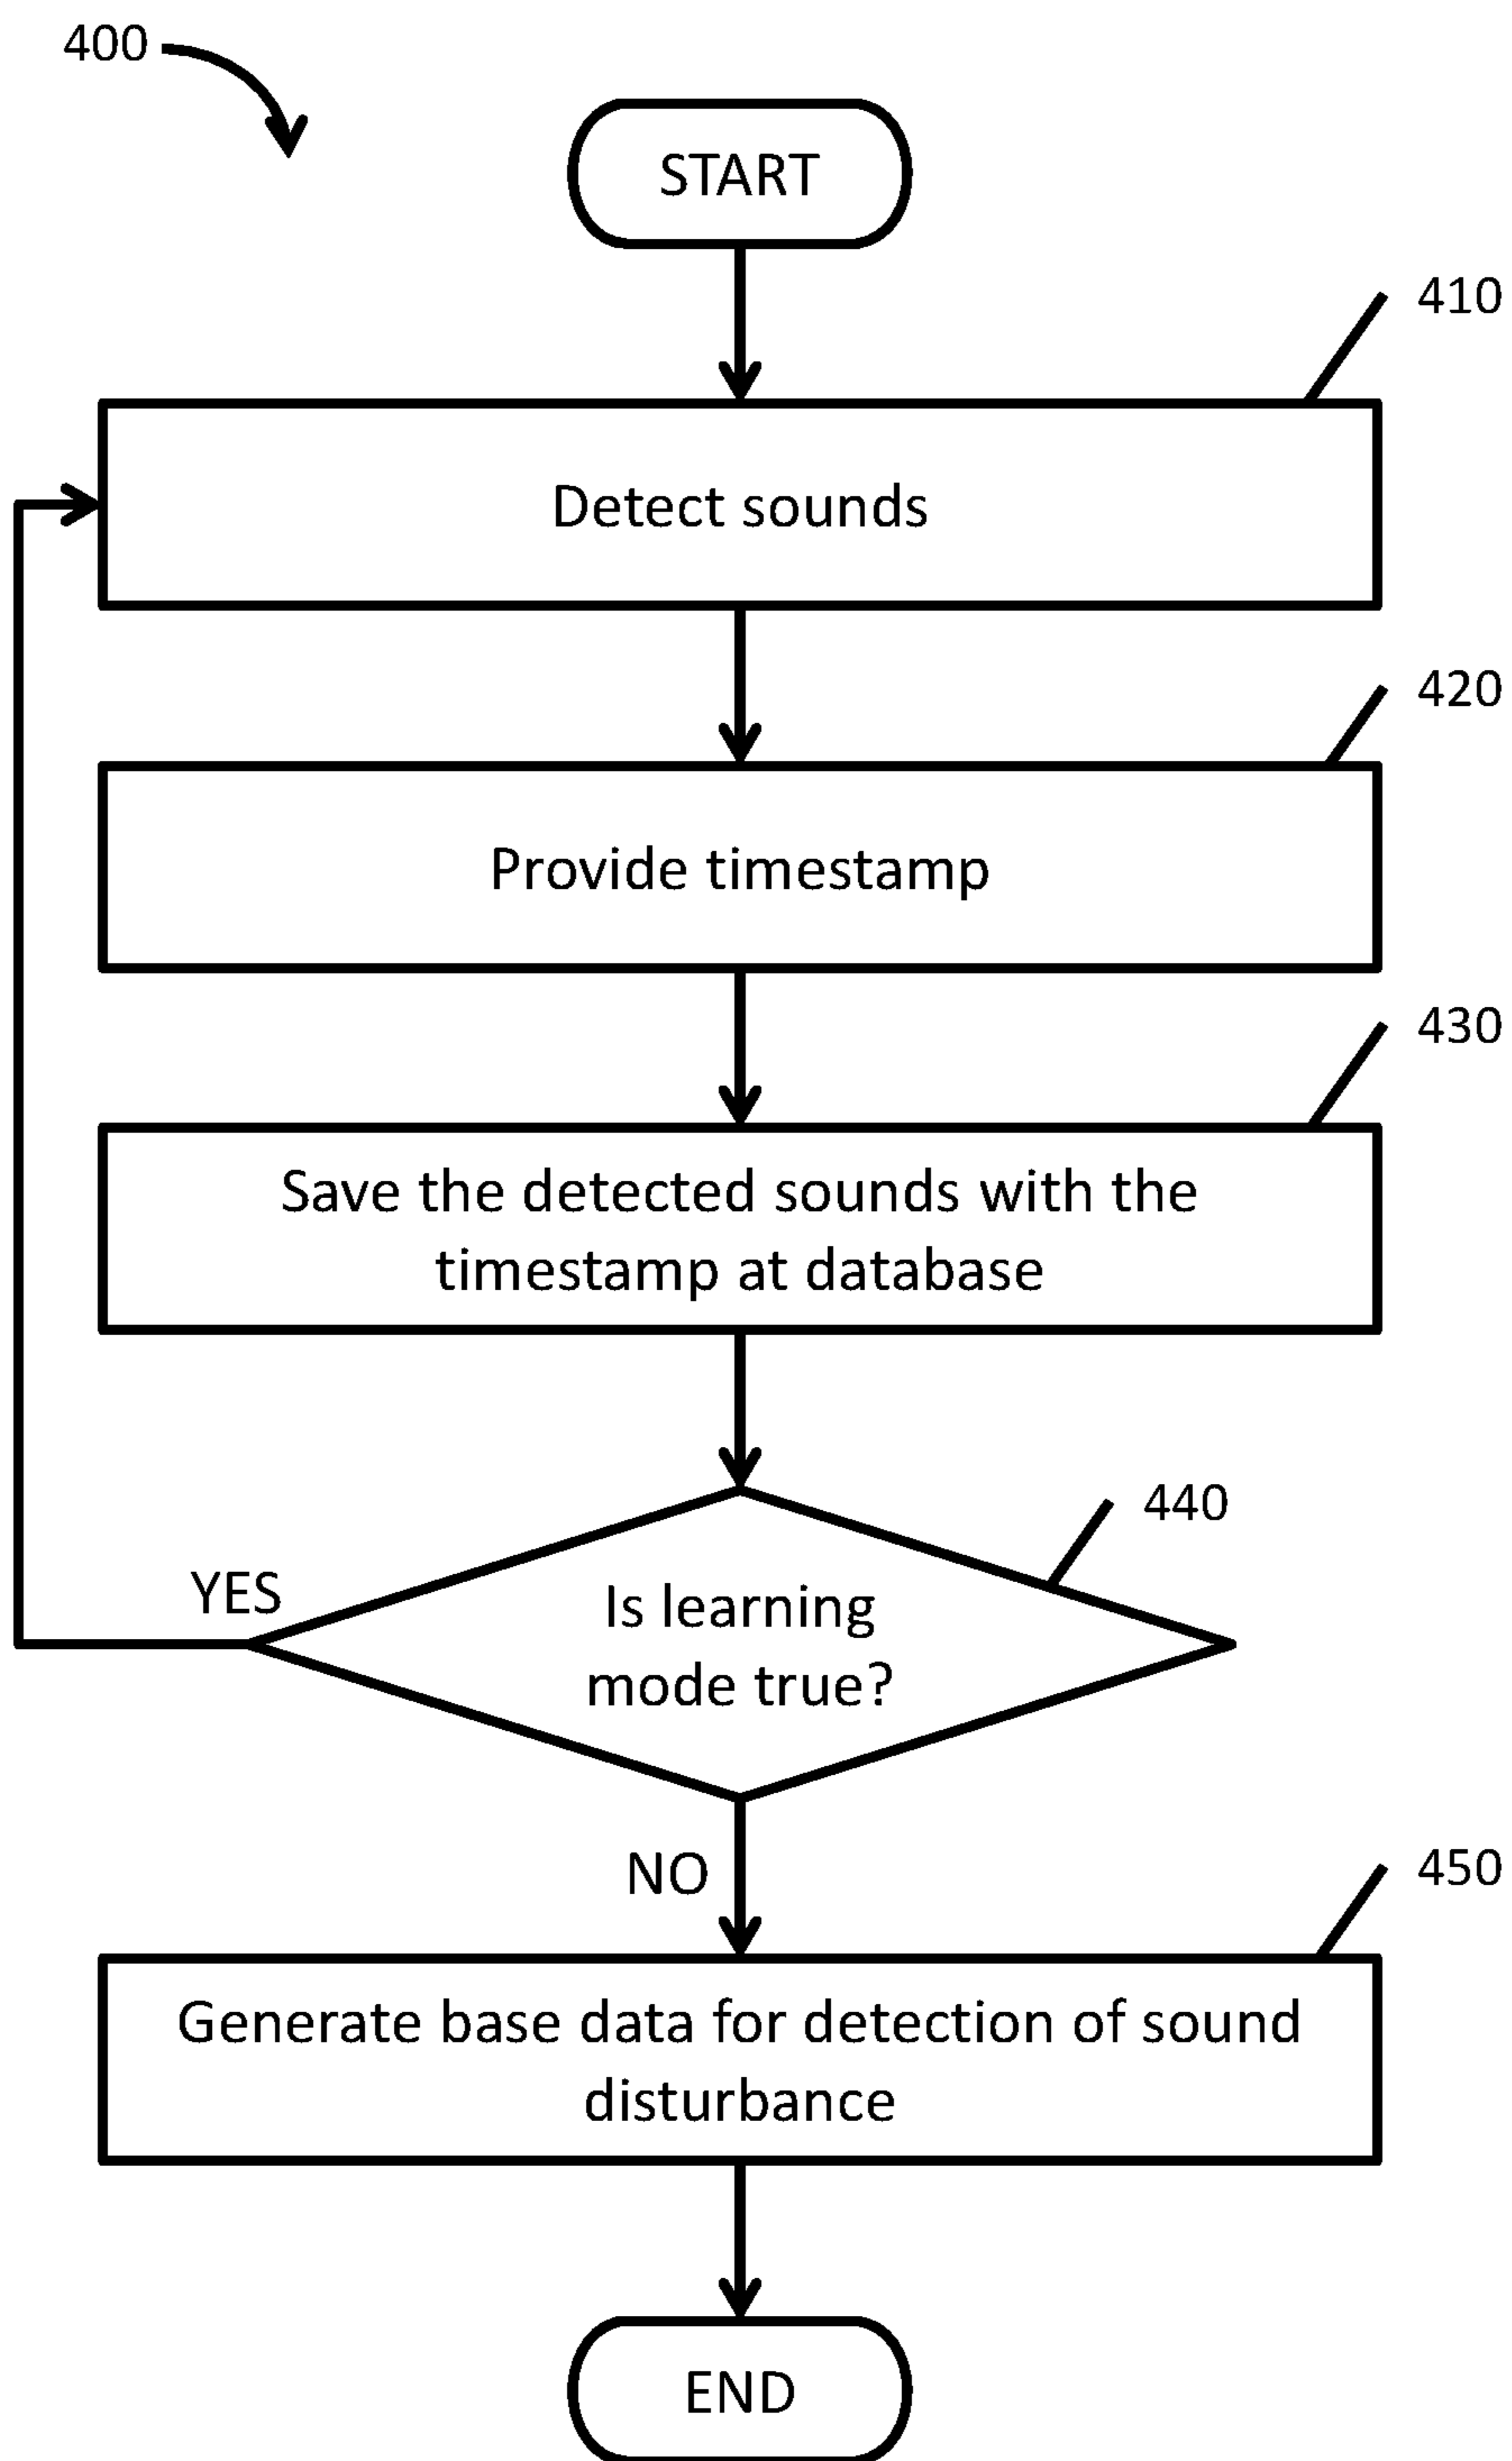 400
START
410
Detect sounds
420
Provide timestamp
430
Save the detected sounds with the
timestamp at database
440
YES
Is learning
mode true?
NO
450
Generate base data for detection of sound
disturbance
END